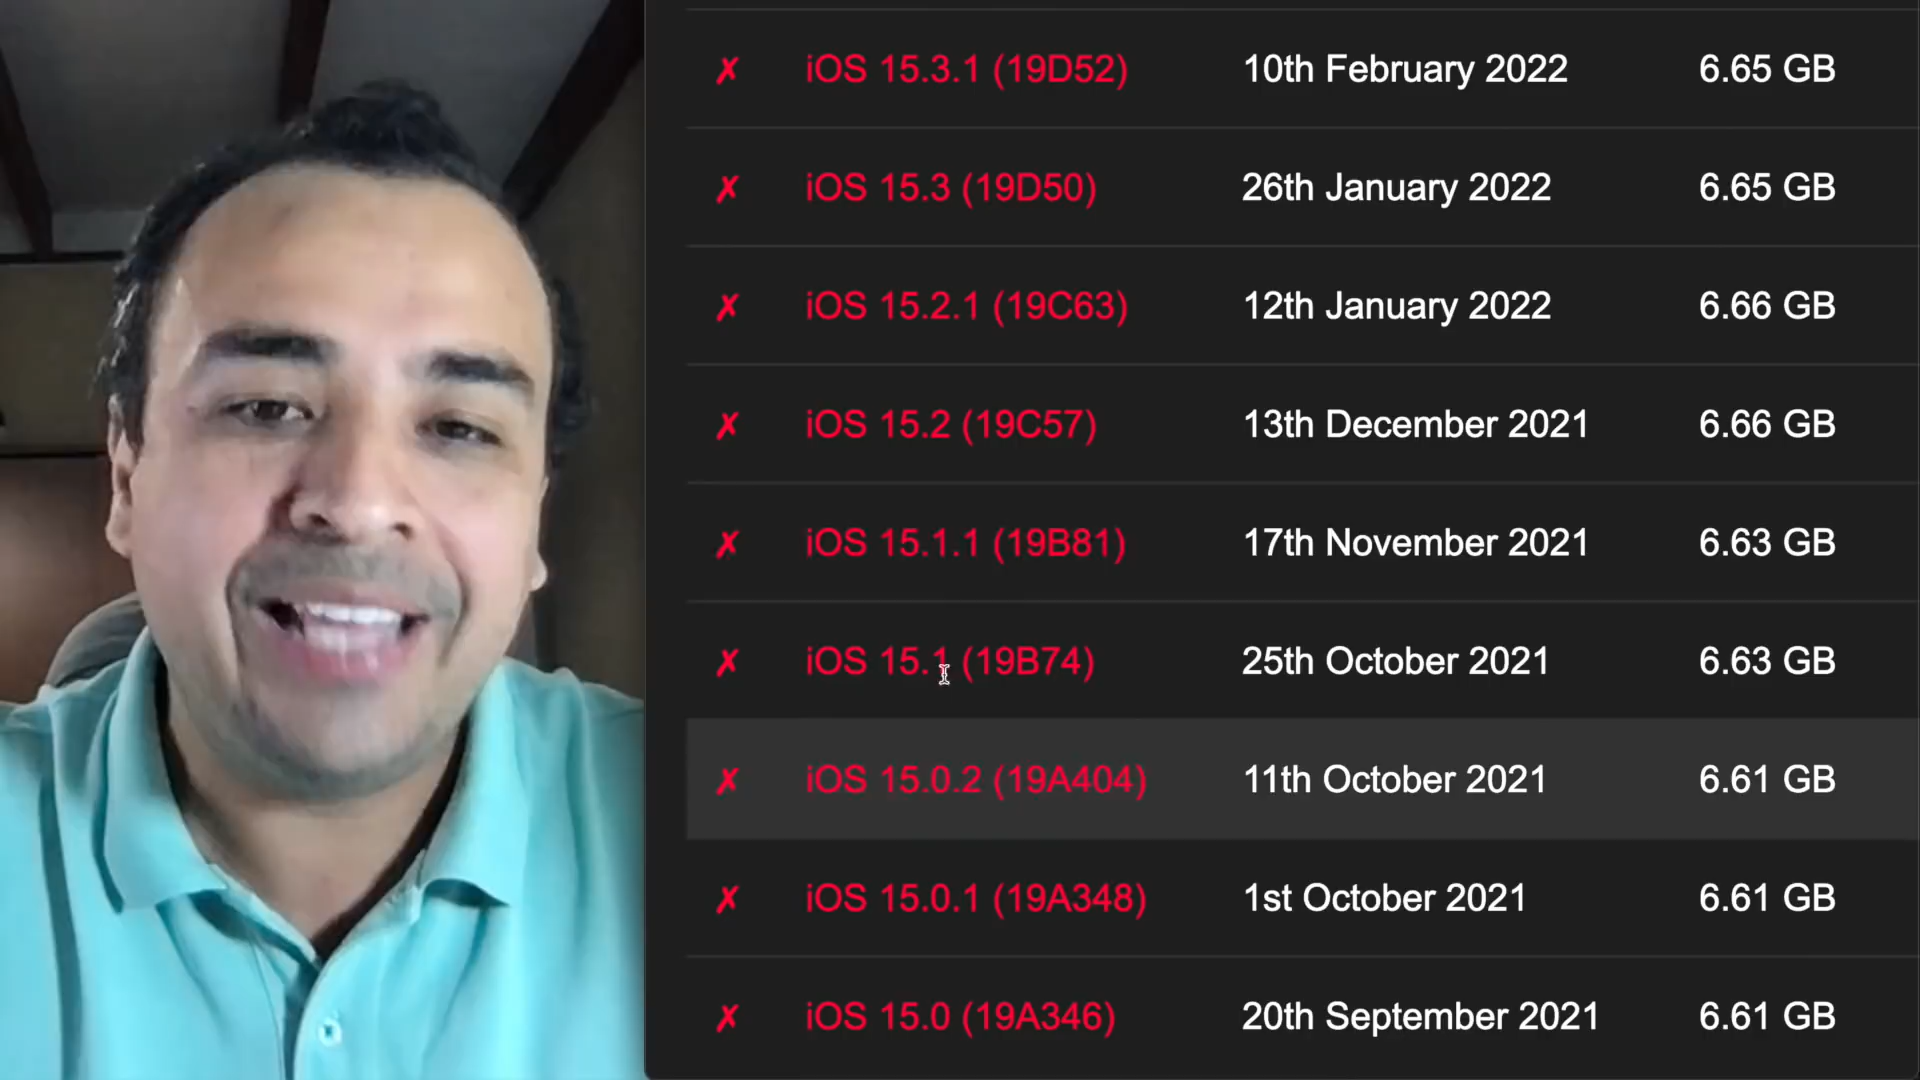 ✗ iOS 15.3.1 (19D52) 10th February 2022 6.65 GB
✗ iOS 15.3 (19D50) 26th January 2022 6.65 GB
✗ iOS 15.2.1 (19C63) 12th January 2022 6.66 GB
✗ iOS 15.2 (19C57) 13th December 2021 6.66 GB
✗ iOS 15.1.1 (19B81) 17th November 2021 6.63 GB
✗ iOS 15.1 (19B74) 25th October 2021 6.63 GB
✗ iOS 15.0.2 (19A404) 11th October 2021 6.61 GB
✗ iOS 15.0.1 (19A348) 1st October 2021 6.61 GB
✗ iOS 15.0 (19A346) 20th September 2021 6.61 GB